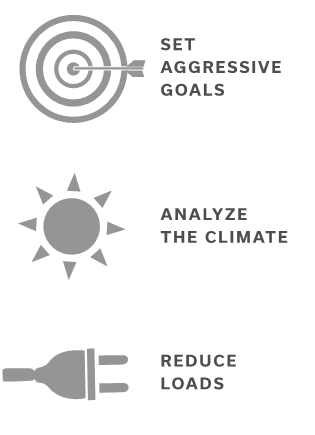 SET
AGGRESSIVE
GOALS
ANALYZE
THE CLIMATE
REDUCE
LOADS